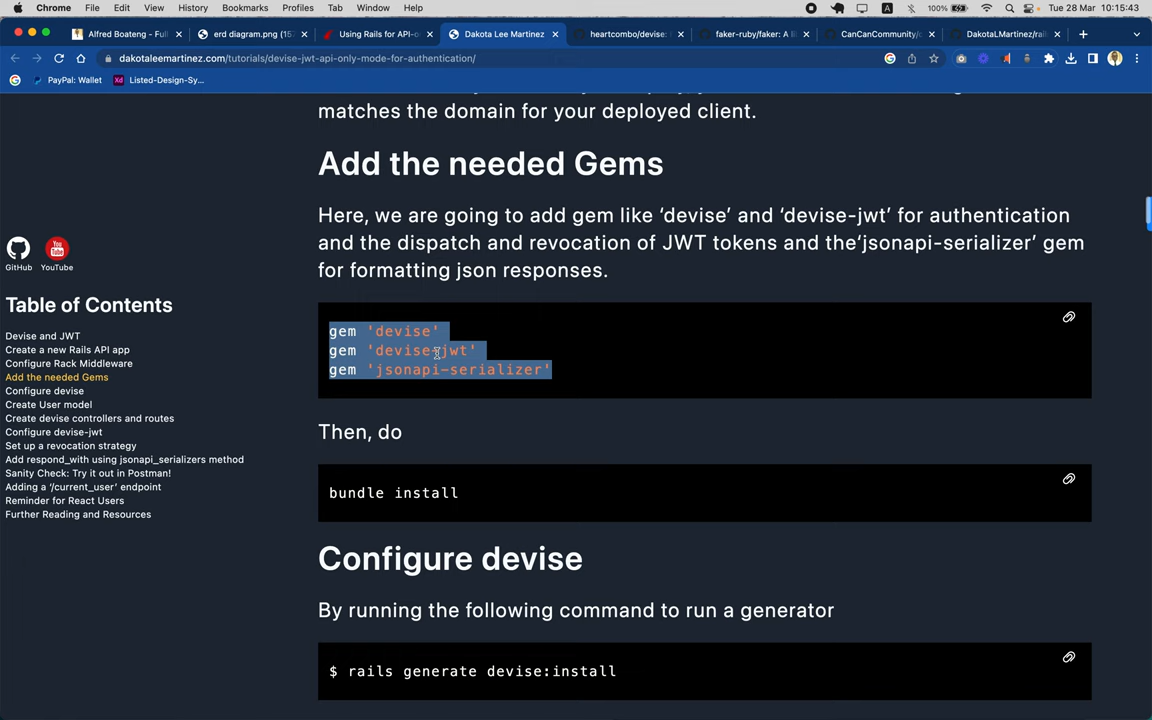 Chrome File Edit View History Bookmarks Profiles Tab Window Help 100% Tue 28 Mar 10:15:43
Alfred Boateng - Ful erd diagram.png (15 Using Rails for API-o Dakota Lee Martinez heartcombo/devise: faker-ruby/faker: A li CanCanCommunity/c DakotaLMartinez/rai
dakotaleemartinez.com/tutorials/devise-jwt-api-only-mode-for-authentication/
PayPal: Wallet Xd Listed-Design-Sy...
matches the domain for your deployed client.
Add the needed Gems
Here, we are going to add gem like ‘devise’ and ‘devise-jwt’ for authentication
and the dispatch and revocation of JWT tokens and the‘jsonapi-serializer’ gem
for formatting json responses.
gem 'devise'
gem 'devise-jwt'
gem 'jsonapi-serializer'
Then, do
bundle install
Configure devise
By running the following command to run a generator
$ rails generate devise:install
You Tube
GitHub YouTube
Table of Contents
Devise and JWT
Create a new Rails API app
Configure Rack Middleware
Add the needed Gems
Configure devise
Create User model
Create devise controllers and routes
Configure devise-jwt
Set up a revocation strategy
Add respond_with using jsonapi_serializers method
Sanity Check: Try it out in Postman!
Adding a ‘/current_user’ endpoint
Reminder for React Users
Further Reading and Resources